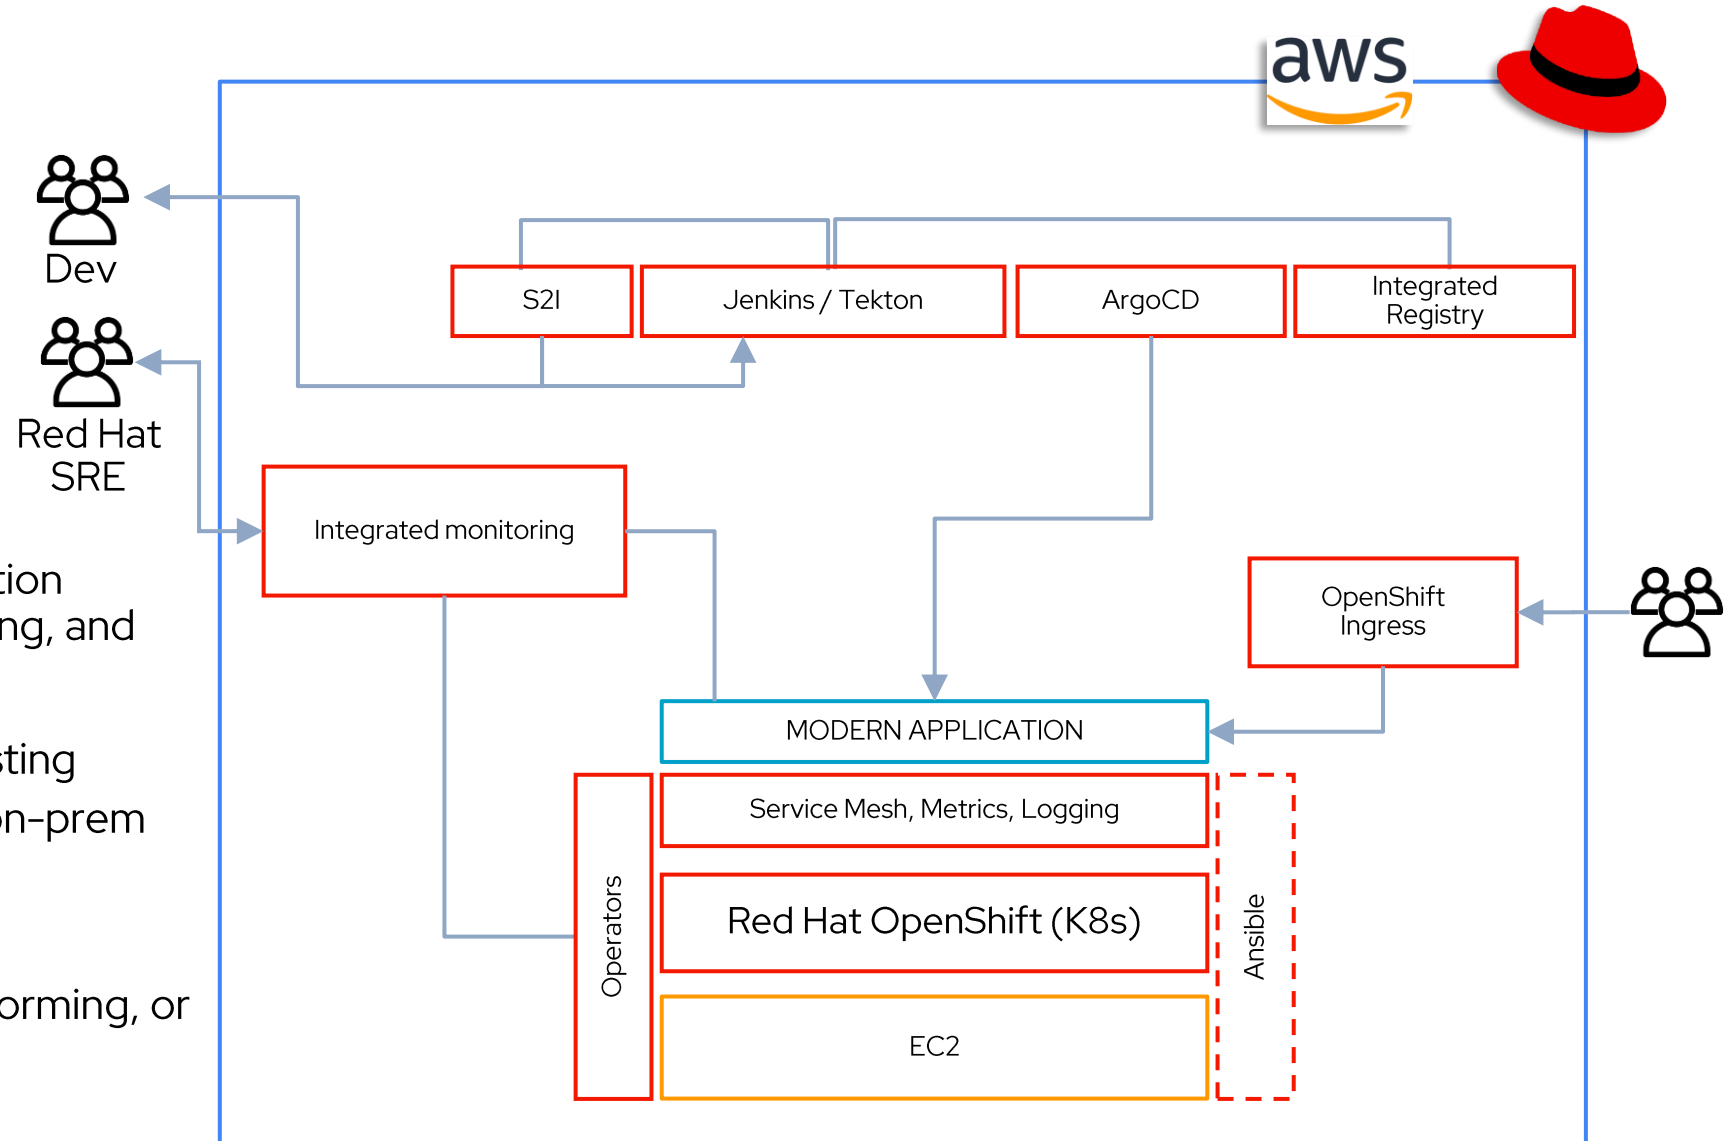 aws
Dev
S2I
Jenkins / Tekton
ArgoCD
Integrated
Registry
Red Hat
SRE
Integrated monitoring
tion
ng, and
OpenShift
Ingress
MODERN APPLICATION
sting
Service Mesh, Metrics, Logging
on-prem
Operators
Red Hat OpenShift (K8s)
Ansible
orming, or
EC2